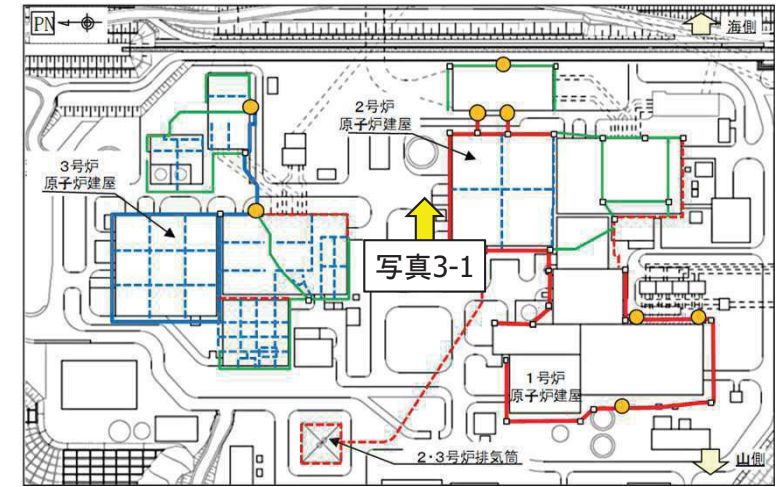 PN
海側
2号炉
原子炉建屋
3号炉
原子炉建屋
写真3-1
1号炉
原子炉建屋
2・3号炉排気筒
山側